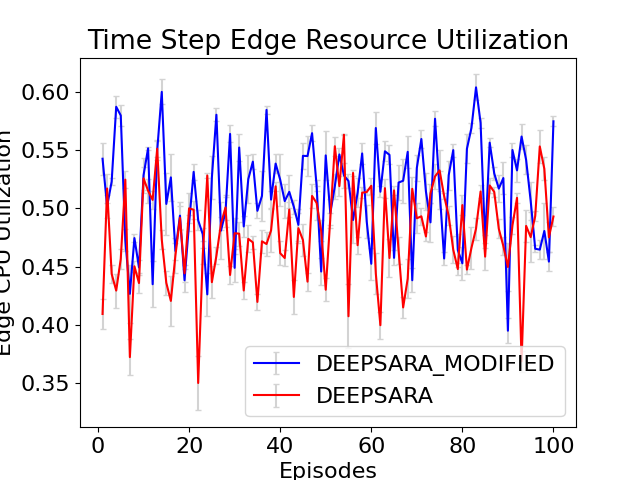 Time Step Edge Resource Utilization
Edge CPU Utilization
0.60
0.55
0.50
0.45
0.40
0.35
DEEPSARA_MODIFIED
DEEPSARA
0 20 40 60 80 100
Episodes